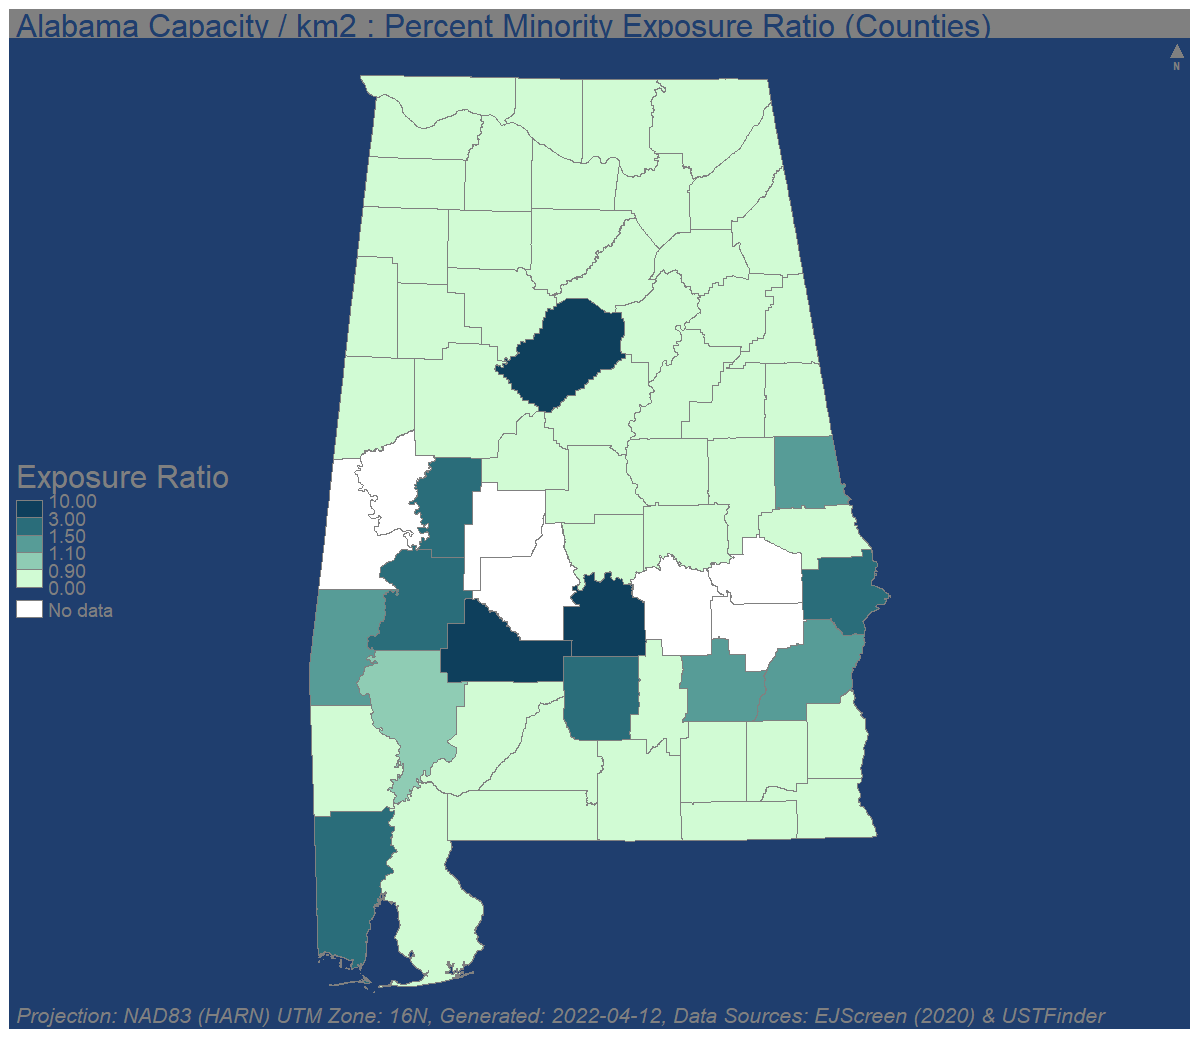 Alabama Capacity / km2 : Percent Minority Exposure Ratio (Counties)
N
Exposure Ratio
10.00
3.00
1.50
1.10
0.90
0.00
No data
Projection: NAD83 (HARN) UTM Zone: 16N, Generated: 2022-04-12, Data Sources: EJScreen (2020) & USTFinder